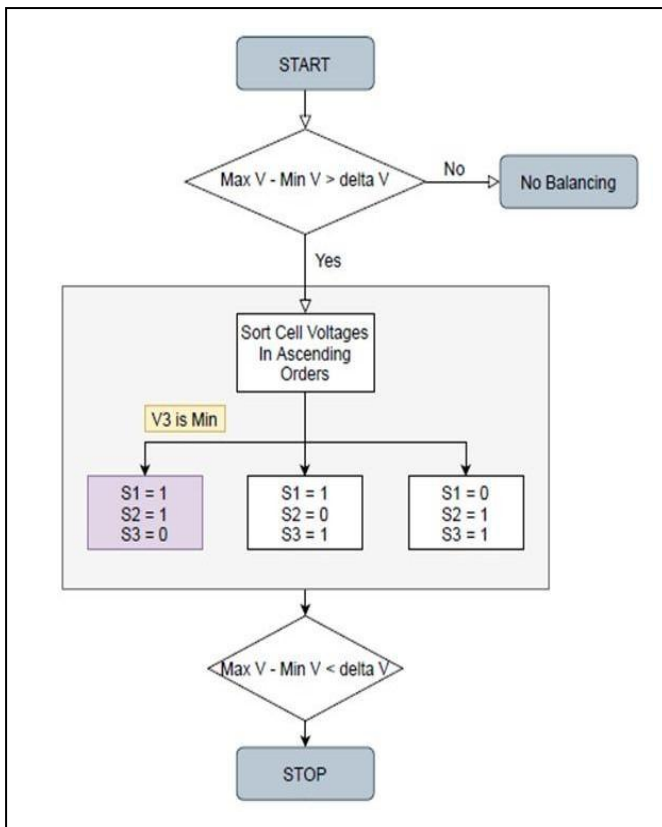 START
Max V - Min V > delta V
No
No Balancing
Yes
Sort Cell Voltages
In Ascending
Orders
V3 is Min
S1 = 1
S2 = 1
S3 = 0
S1 = 1
S2 = 0
S3 = 1
S1 = 0
S2 = 1
S3 = 1
Max V - Min V < delta V
STOP